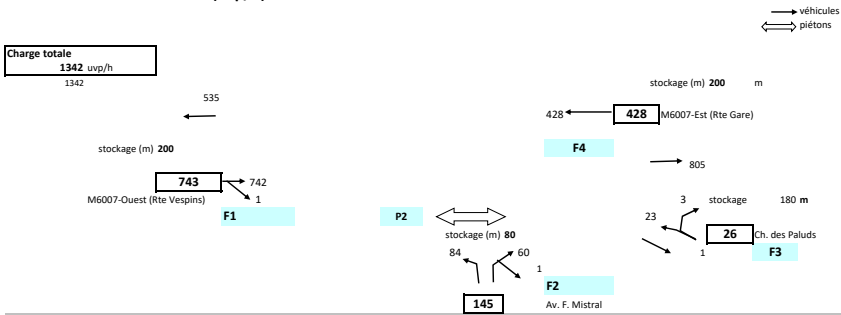 véhicules
piétons
Charge totale
1342 uvp/h
1342
stockage (m) 200 m
535
428 428 M6007-Est (Rte Gare)
stockage (m) 200
F4
805
743 742
M6007-Ouest (Rte Vespins) 1
3 stockage 180 m
F1 P2
23
stockage (m) 80
26 Ch. des Paluds
84 60
1 F3
1
F2
145 Av. F. Mistral